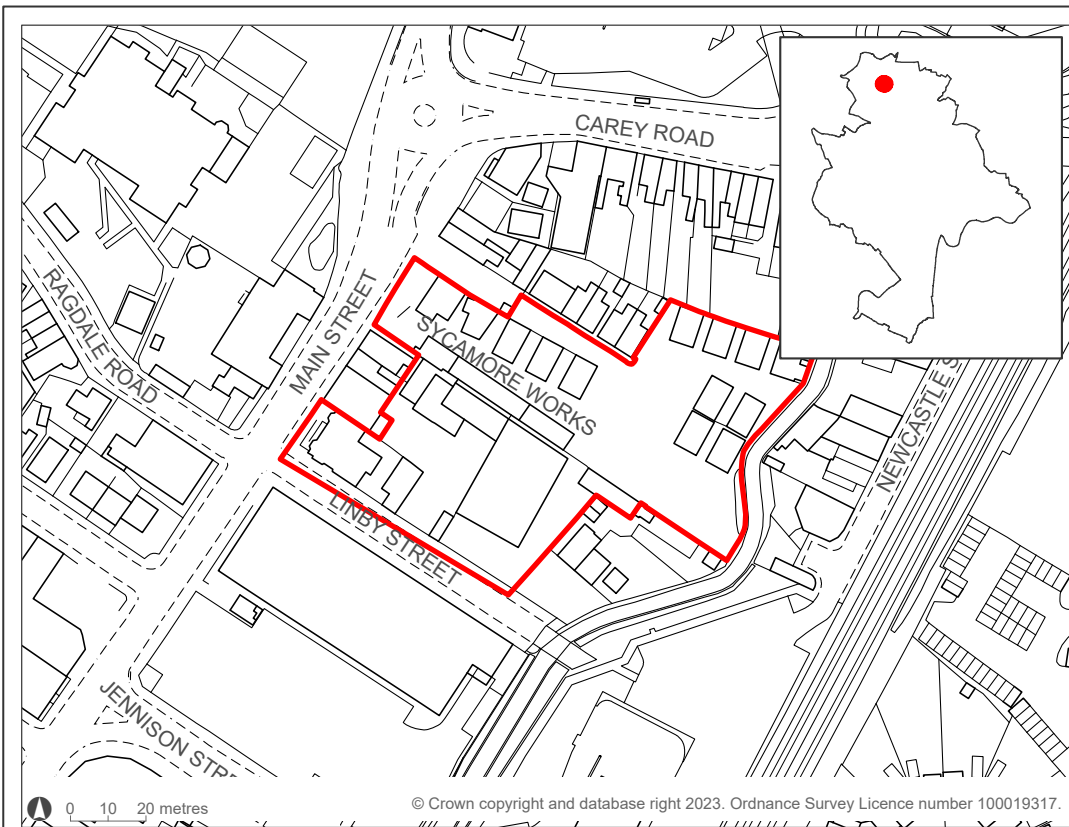 CAREY ROAD
RAGDALE ROAD
MAIN STREET
SYCAMORE WORKS
NEWCASTLE S
LINBY STREET
JENNISON STRE
0 10 20 metres
© Crown copyright and database right 2023. Ordnance Survey Licence number 100019317.